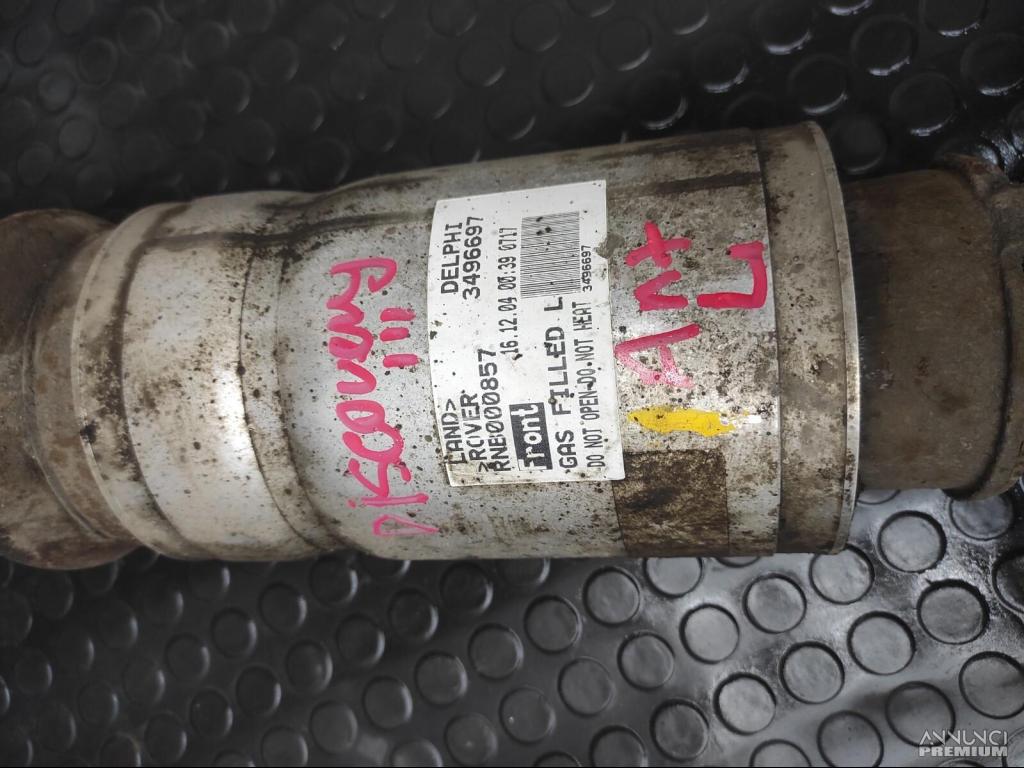 Discovery
III
LAND> DELPHI
>ROVER 3496697
RNB000857
front 16.12.04 00:39 0717
GAS FILLED L
DO NOT OPEN-DO.NOT HEAT
3496697
Ant
L
ANNUNCI
PREMIUM